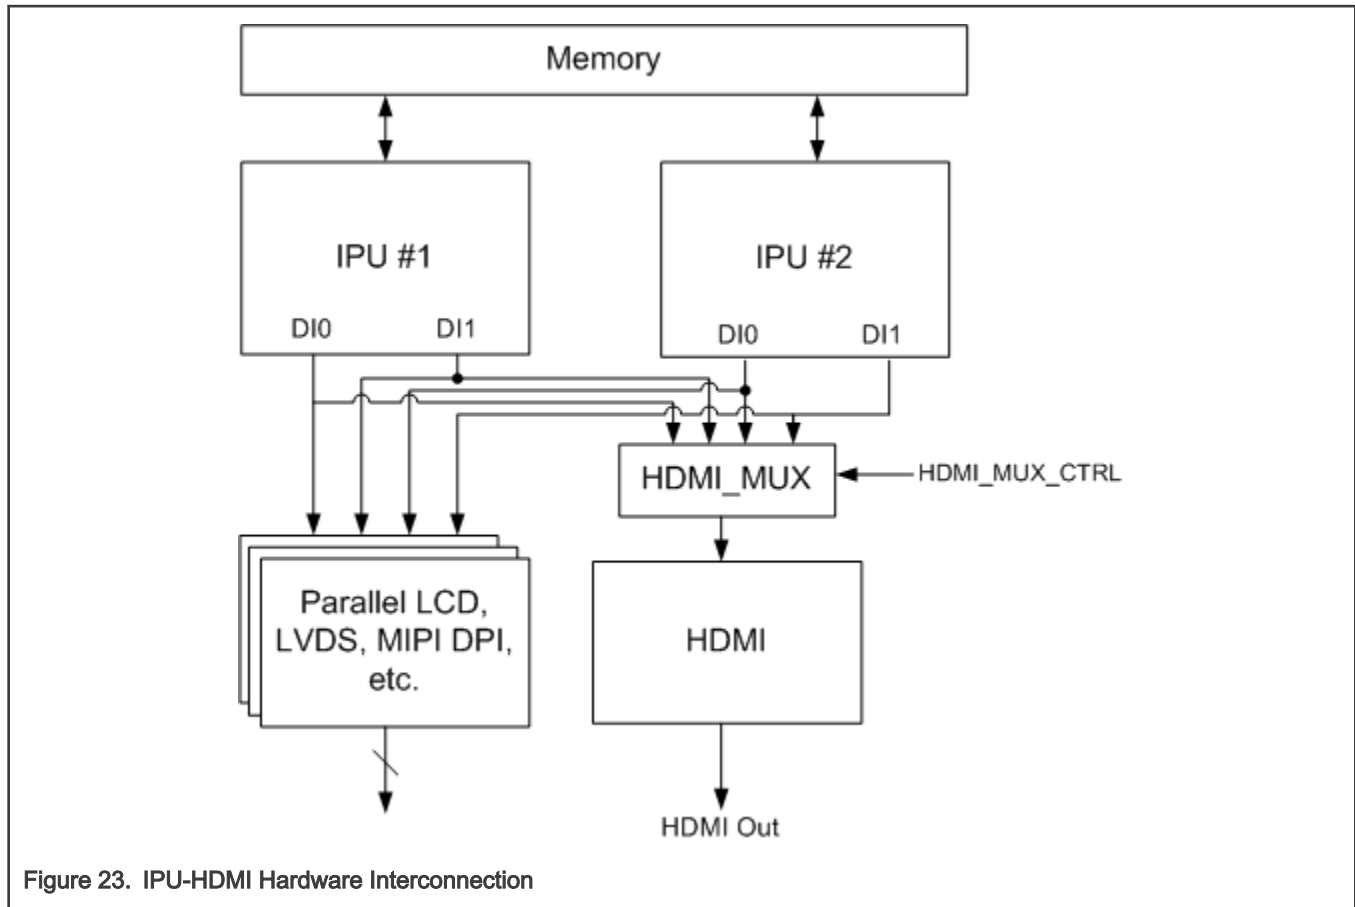 Memory
IPU #1
IPU #2
DI0
DI1
DI0
DI1
HDMI_MUX
HDMI_MUX_CTRL
Parallel LCD,
LVDS, MIPI DPI,
etc.
HDMI
HDMI Out
Figure 23. IPU-HDMI Hardware Interconnection